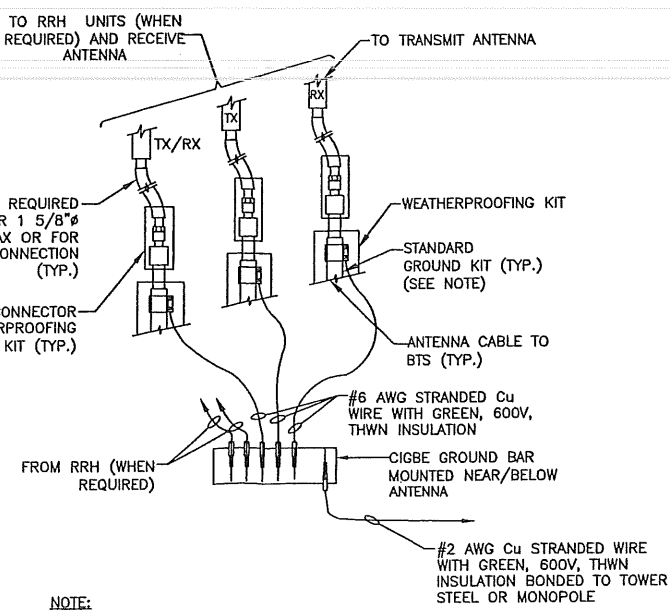 TO RRH UNITS (WHEN
REQUIRED) AND RECEIVE
ANTENNA
TO TRANSMIT ANTENNA
RX
TX
TX/RX
REQUIRED
R 1 5/8"ø
AX OR FOR
ONNECTION
(TYP.)
WEATHERPROOFING KIT
STANDARD
GROUND KIT (TYP.)
(SEE NOTE)
ONNECTOR
RPROOFING
KIT (TYP.)
ANTENNA CABLE TO
BTS (TYP.)
#6 AWG STRANDED Cu
WIRE WITH GREEN, 600V,
THWN INSULATION
FROM RRH (WHEN
REQUIRED)
CIGBE GROUND BAR
MOUNTED NEAR/BELOW
ANTENNA
#2 AWG Cu STRANDED WIRE
WITH GREEN, 600V, THWN
INSULATION BONDED TO TOWER
STEEL OR MONOPOLE
NOTE: